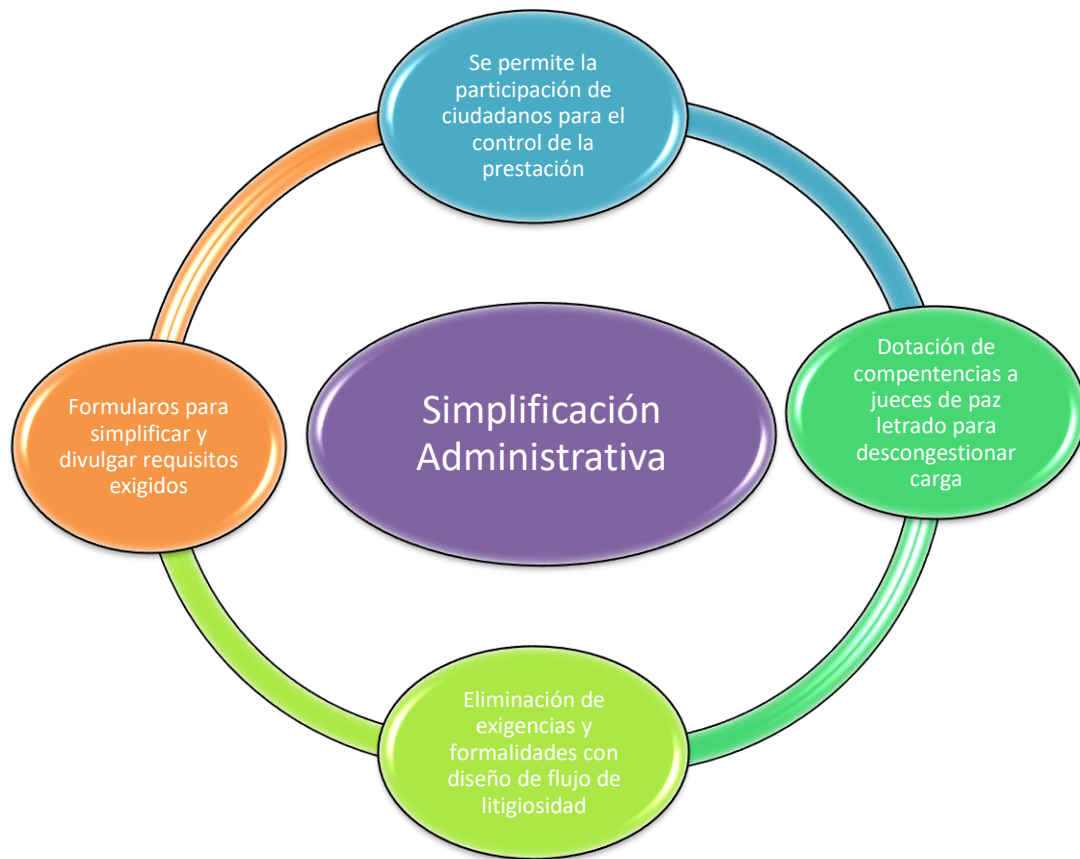 Se permite la
participación de
ciudadanos para el
control de la
prestación
Dotación de
compentencias a
jueces de paz
letrado para
descongestionar
carga
Simplificación
Administrativa
Formularos para
simplificar y
divulgar requisitos
exigidos
Eliminación de
exigencias y
formalidades con
diseño de flujo de
litigiosidad